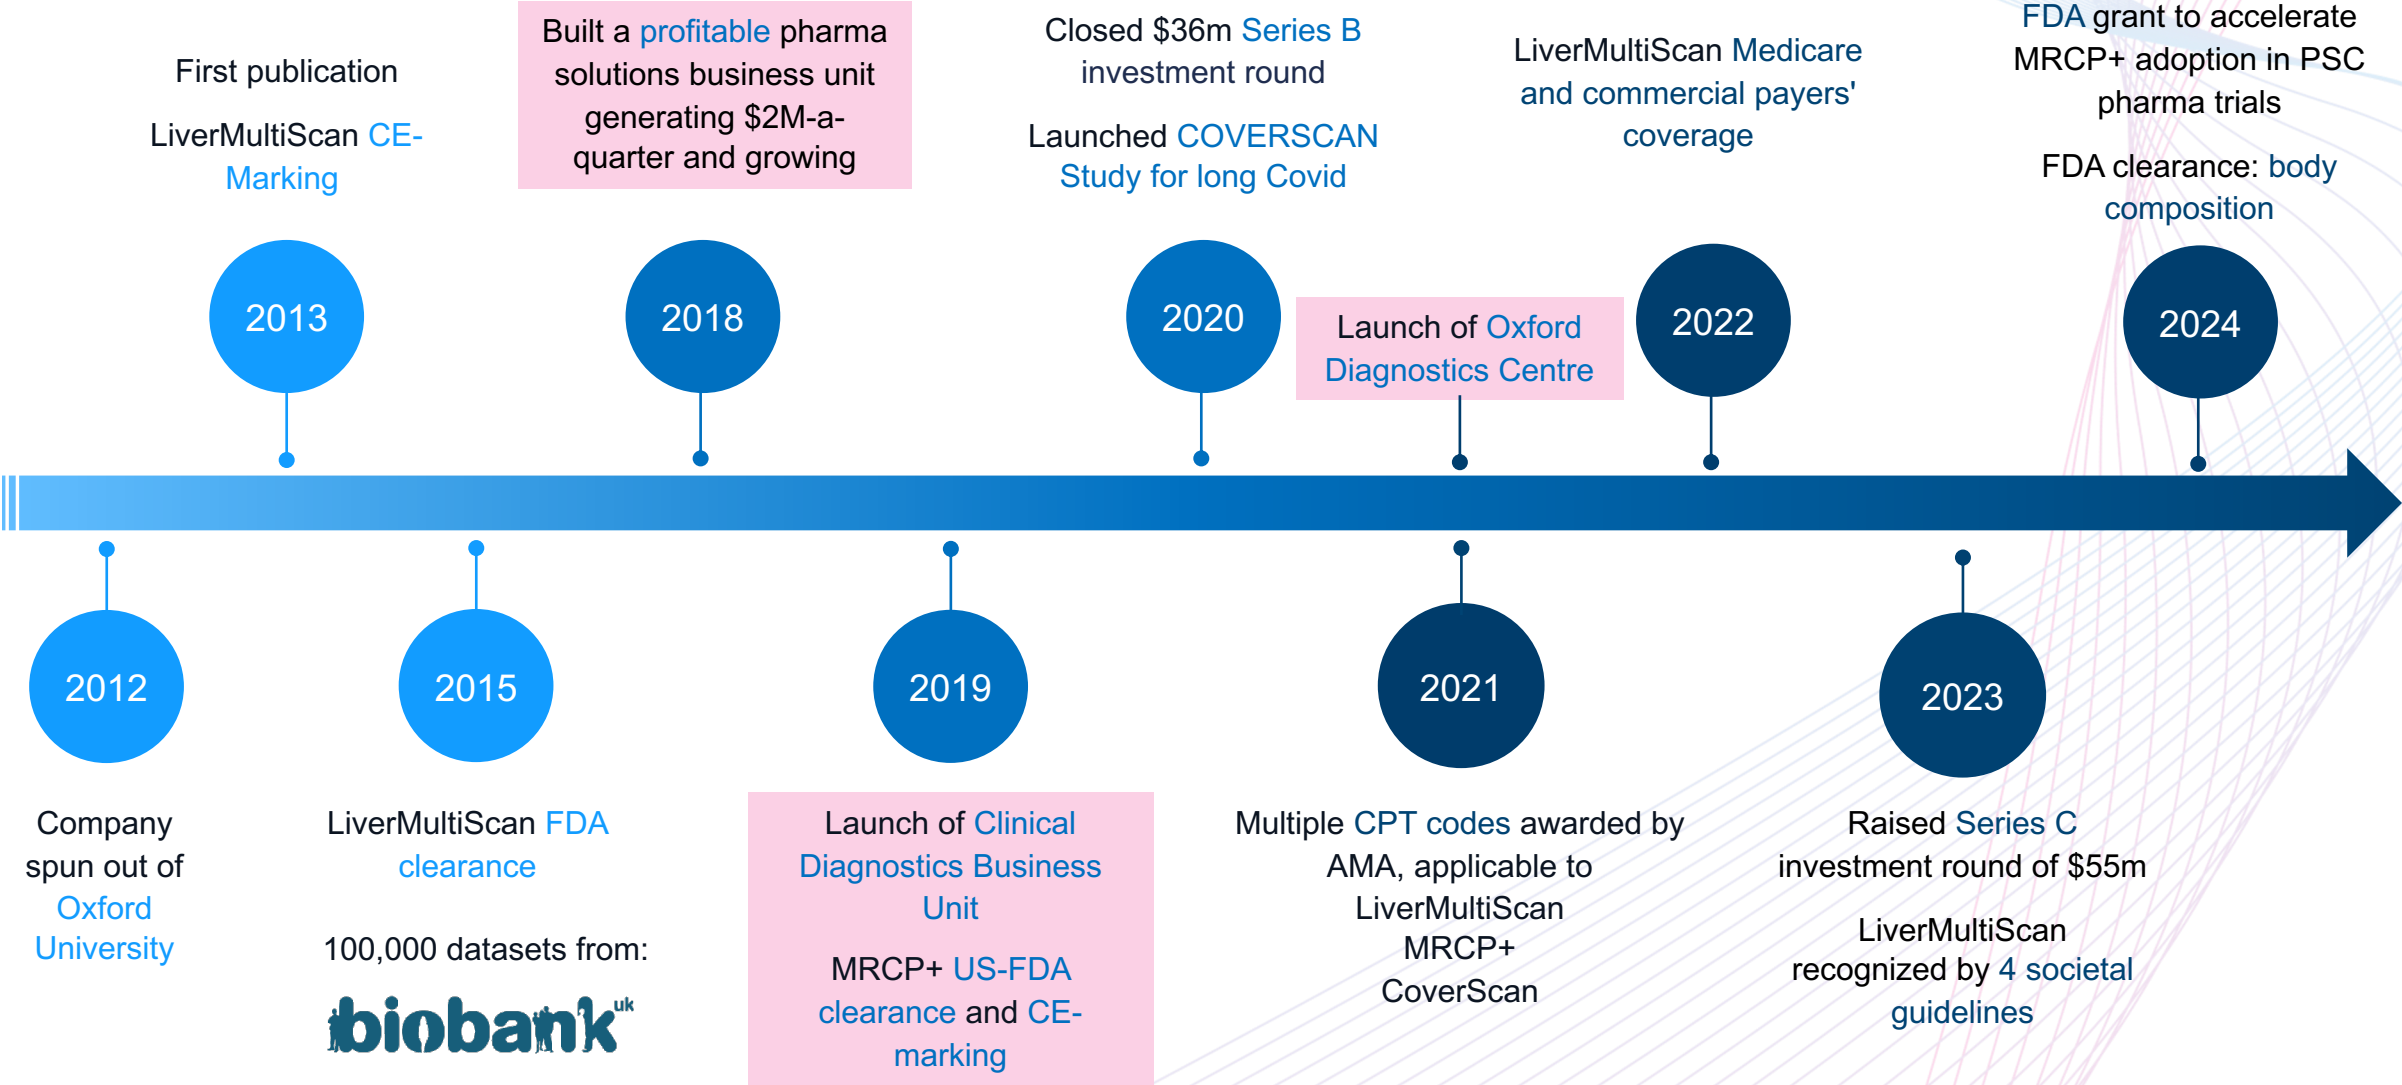 First publication
LiverMultiScan CE-
Marking
2013
Built a profitable pharma
solutions business unit
generating $2M-a-
quarter and growing
2018
Closed $36m Series B
investment round
Launched COVERSCAN
Study for long Covid
2020
Launch of Oxford
Diagnostics Centre
LiverMultiScan Medicare
and commercial payers'
coverage
2022
FDA grant to accelerate
MRCP+ adoption in PSC
pharma trials
FDA clearance: body
composition
2024
2012
Company
spun out of
Oxford
University
2015
LiverMultiScan FDA
clearance
100,000 datasets from:
biobank uk
2019
Launch of Clinical
Diagnostics Business
Unit
MRCP+ US-FDA
clearance and CE-
marking
2021
Multiple CPT codes awarded by
AMA, applicable to
LiverMultiScan
MRCP+
CoverScan
2023
Raised Series C
investment round of $55m
LiverMultiScan
recognized by 4 societal
guidelines